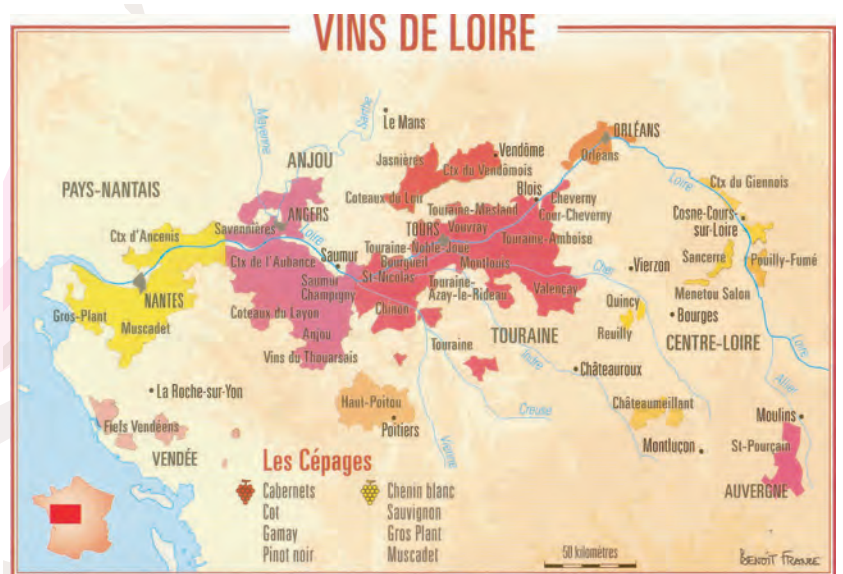 VINS DE LOIRE
Mayenne
Sarthe
Le Mans
ORLÉANS
Vendôme
Jasnières
Orléans
ANJOU
Ctx du Vendômois
Loire
Ctx du Giennois
PAYS-NANTAIS
Coteaux du Loir
Blois
Cheverny
ANGERS
Touraine-Mesland
Cour-Cheverny
Cosne-Cours-
sur-Loire
Savennières
TOURS
Vouvray
Ctx d'Ancenis
Loire
Touraine-Noble-Joué
Touraine-Amboise
Saumur
Bourgueil
Montlouis
Sancerre
Pouilly-Fumé
Ctx de l'Aubance
St-Nicolas
Cher
Vierzon
Saumur
Champigny
Touraine-
Azay-le-Rideau
Valençay
Menetou Salon
NANTES
Quincy
Gros-Plant
Coteaux du Layon
Chinon
Bourges
Muscadet
Anjou
Touraine
TOURAINE
Reuilly
CENTRE-LOIRE
Loire
Vins du Thouarsais
Indre
Châteauroux
Allier
La Roche-sur-Yon
Haut-Poitou
Creuse
Châteaumeillant
Moulins
Fiefs Vendéens
Poitiers
Vienne
Montluçon
St-Pourçain
VENDÉE
AUVERGNE
Les Cépages
Cabernets
Cot
Gamay
Pinot noir
Chenin blanc
Sauvignon
Gros Plant
Muscadet
50 kilomètres
BENOÎT FRANCE